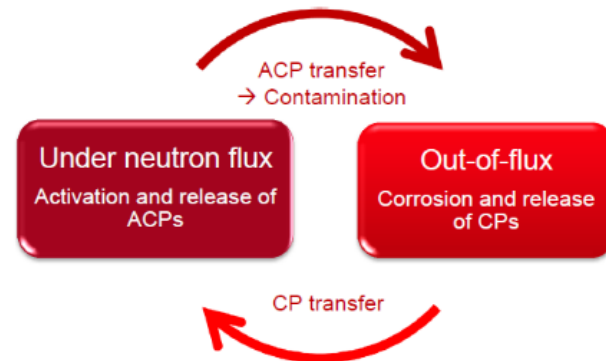 ACP transfer
→ Contamination
Under neutron flux
Activation and release of
ACPs
Out-of-flux
Corrosion and release
of CPs
CP transfer